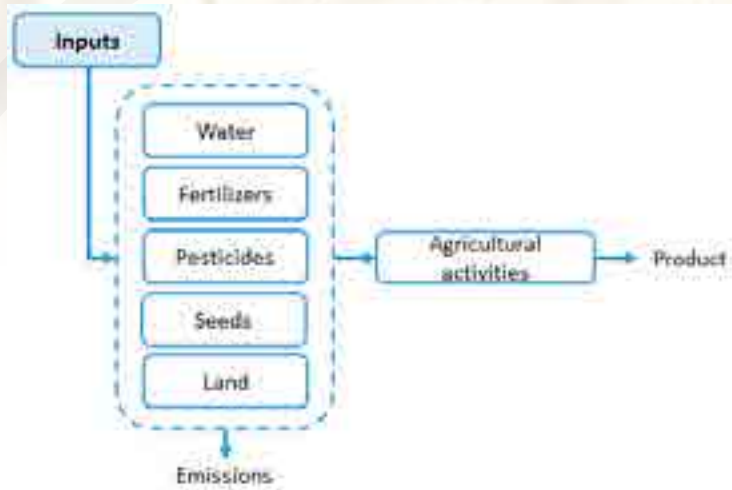 Inputs
Water
Fertilizers
Pesticides
Seeds
Land
Agricultural
activities
Product
Emissions